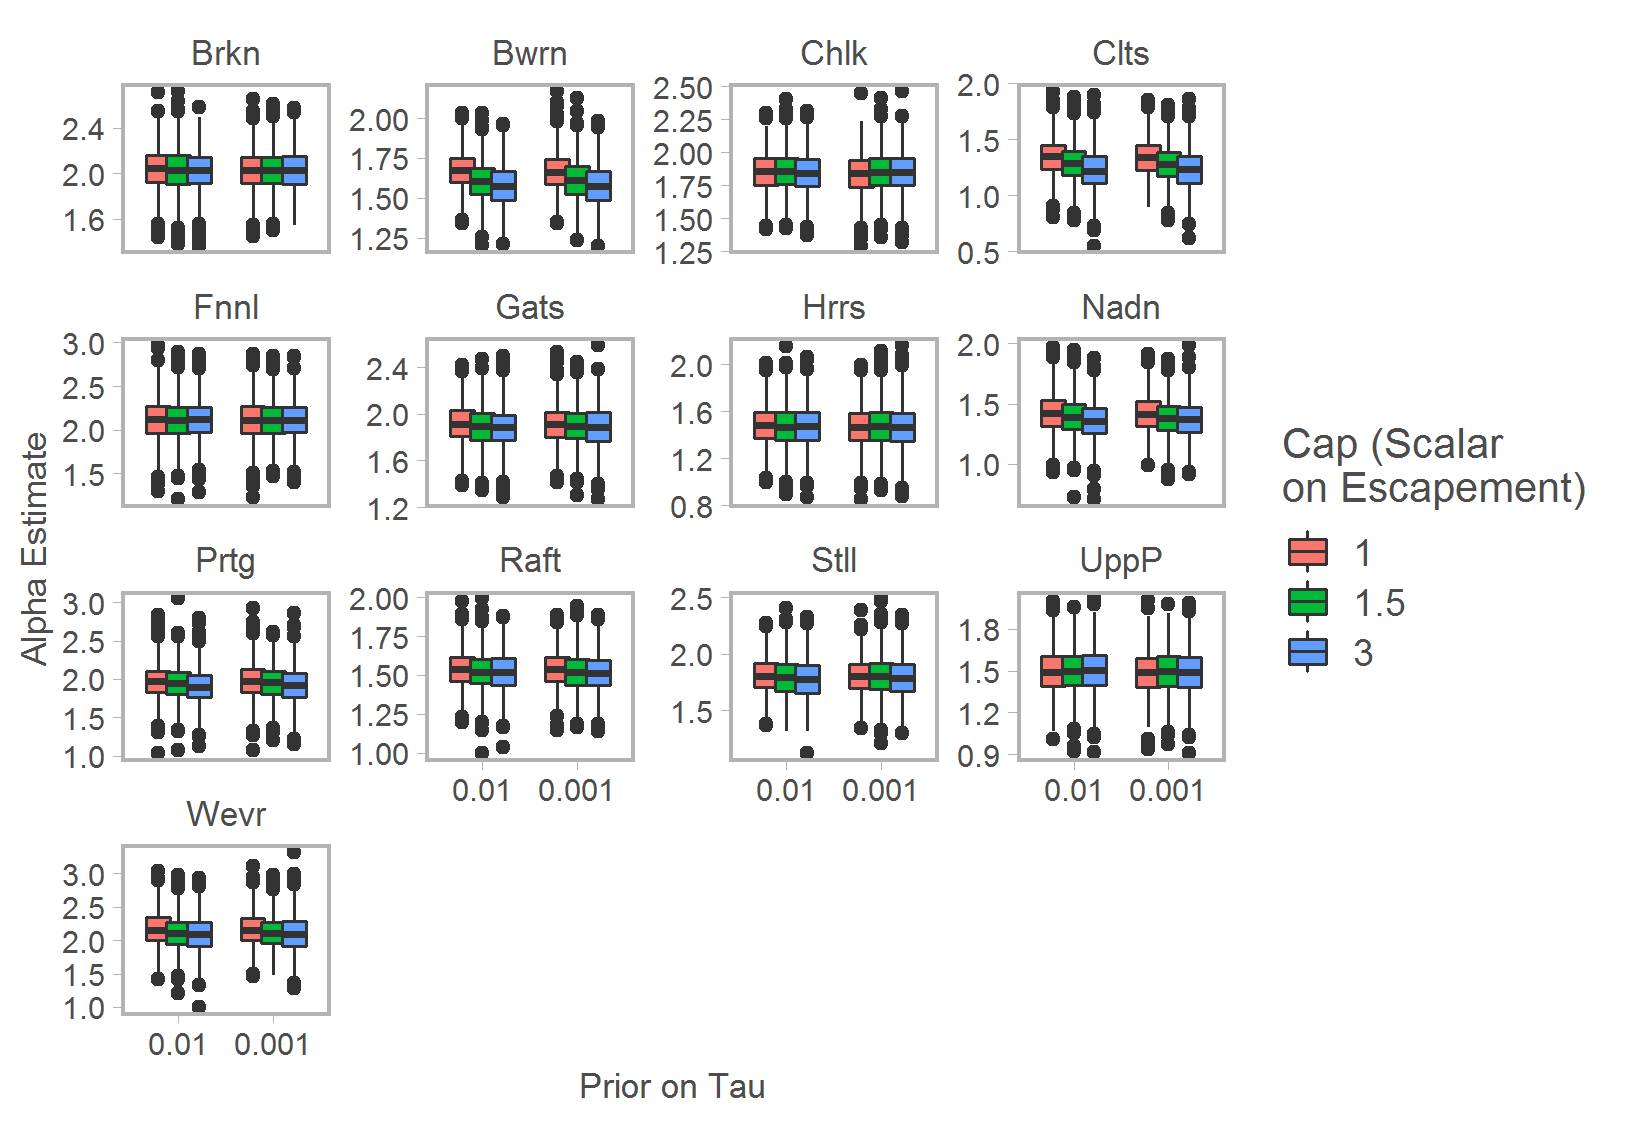 Brkn Bwrn Chlk Clts
2.4 2.0 1.6
2.00 1.75 1.50 1.25
2.50 2.25 2.00 1.75 1.50 1.25
2.0 1.5 1.0 0.5
Fnnl Gats Hrrs Nadn
3.0 2.5 2.0 1.5
2.4 2.0 1.6 1.2
2.0 1.6 1.2 0.8
2.0 1.5 1.0
Prtg Raft Stll UppP
3.0 2.5 2.0 1.5 1.0
2.00 1.75 1.50 1.25 1.00
2.5 2.0 1.5
1.8 1.5 1.2 0.9
0.01 0.001 0.01 0.001 0.01 0.001
Wevr
3.0 2.5 2.0 1.5 1.0
0.01 0.001
Alpha Estimate
Prior on Tau
Cap (Scalar
on Escapement)
1
1.5
3